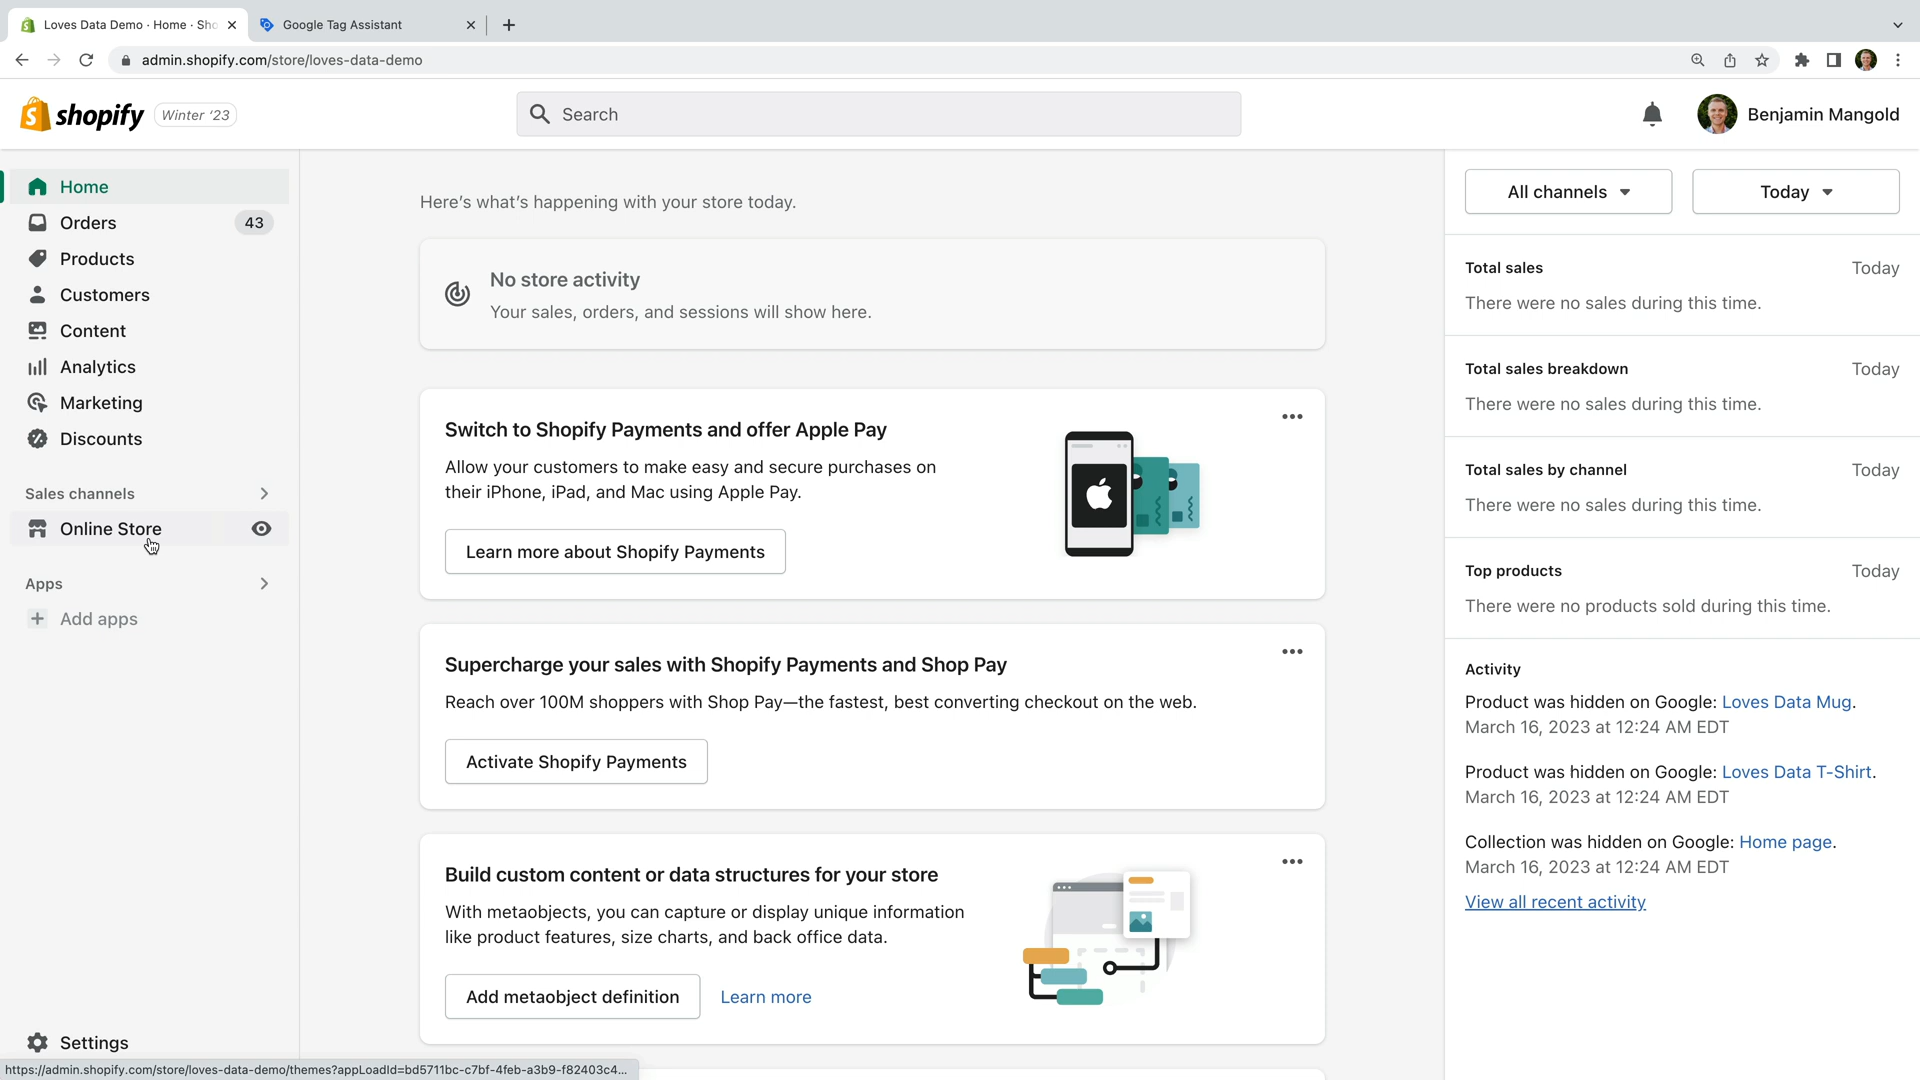 Loves Data Demo · Home · Sho
Google Tag Assistant
admin.shopify.com/store/loves-data-demo
shopify
Winter ‘23
Search
Benjamin Mangold
Home
Orders
43
Products
Customers
Content
Analytics
Marketing
Discounts
Sales channels
Online Store
Apps
Add apps
Settings
https://admin.shopify.com/store/loves-data-demo/themes?appLoadId=bd5711bc-c7bf-4feb-a3b9-f82403c4...
Here’s what’s happening with your store today.
No store activity
Your sales, orders, and sessions will show here.
Switch to Shopify Payments and offer Apple Pay
Allow your customers to make easy and secure purchases on
their iPhone, iPad, and Mac using Apple Pay.
Learn more about Shopify Payments
Supercharge your sales with Shopify Payments and Shop Pay
Reach over 100M shoppers with Shop Pay—the fastest, best converting checkout on the web.
Activate Shopify Payments
Build custom content or data structures for your store
With metaobjects, you can capture or display unique information
like product features, size charts, and back office data.
Add metaobject definition
Learn more
All channels
Today
Total sales
Today
There were no sales during this time.
Total sales breakdown
Today
There were no sales during this time.
Total sales by channel
Today
There were no sales during this time.
Top products
Today
There were no products sold during this time.
Activity
Product was hidden on Google: Loves Data Mug.
March 16, 2023 at 12:24 AM EDT
Product was hidden on Google: Loves Data T-Shirt.
March 16, 2023 at 12:24 AM EDT
Collection was hidden on Google: Home page.
March 16, 2023 at 12:24 AM EDT
View all recent activity